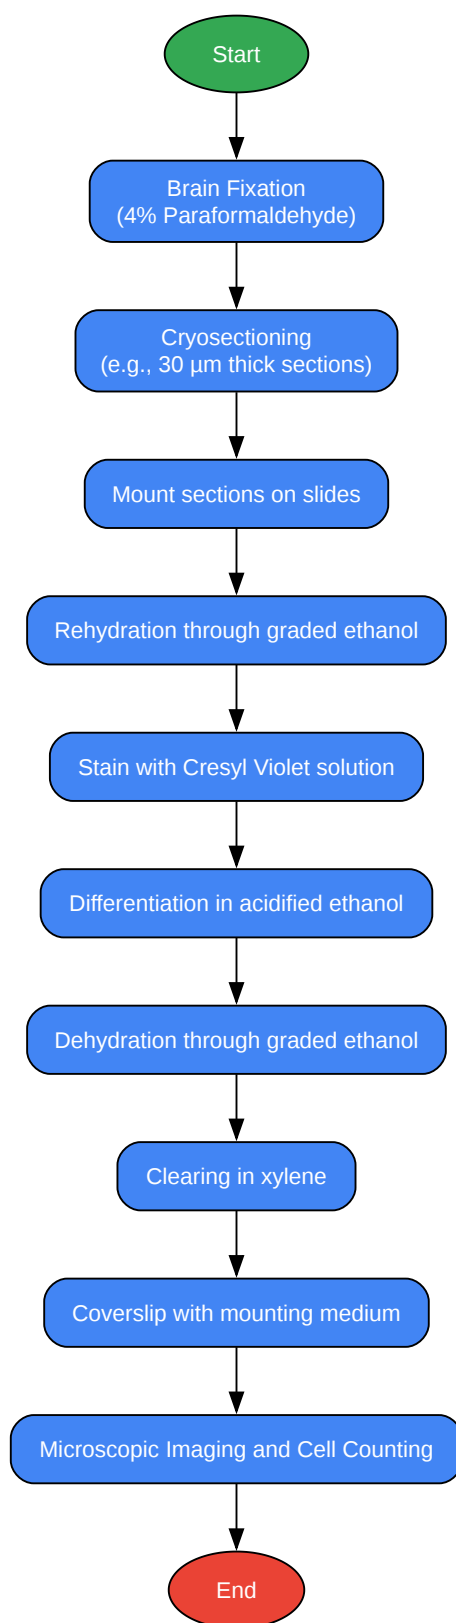 Start
Brain Fixation
(4% Paraformaldehyde)
Cryosectioning
(e.g., 30 µm thick sections)
Mount sections on slides
Rehydration through graded ethanol
Stain with Cresyl Violet solution
Differentiation in acidified ethanol
Dehydration through graded ethanol
Clearing in xylene
Coverslip with mounting medium
Microscopic Imaging and Cell Counting
End